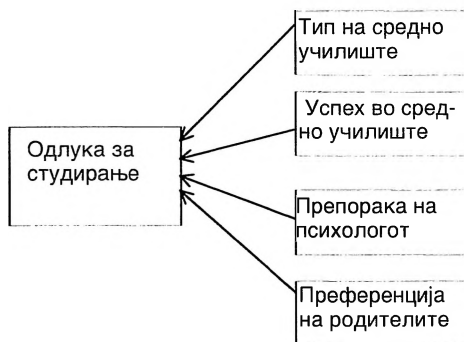 Тип на средно
училиште
Успех во сред-
но училиште
Одлука за
студирање
Препорака на
психологот
Преференција
на родителите